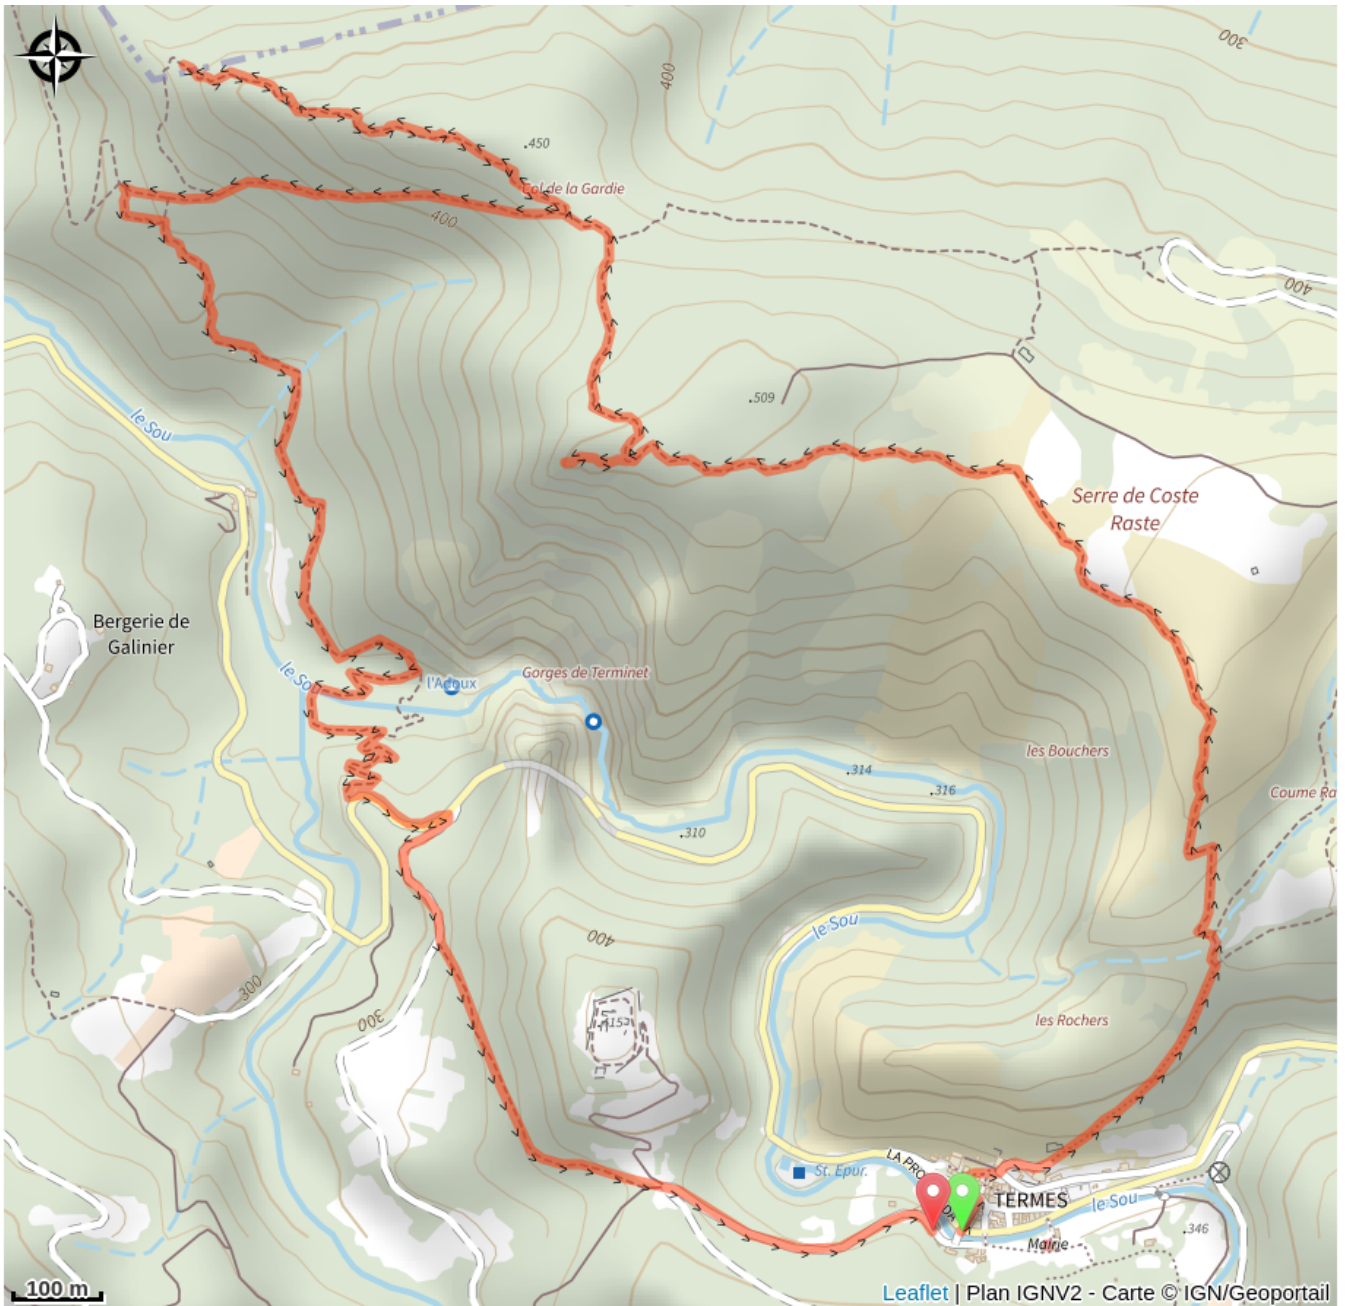 300
400
.450
Col de la Gardie
400
400
.509
le Sou
Serre de Coste
Raste
Bergerie de
Galinier
le Sou
l'Adoux
Gorges de Terminet
les Bouchers
.314
.316
Coume Ra
.310
le Sou
400
300
300
les Rochers
LA PRO
St. Epur.
TERMES
le Sou
Mairie
.346
100 m
Leaflet | Plan IGNV2 - Carte © IGN/Geoportail